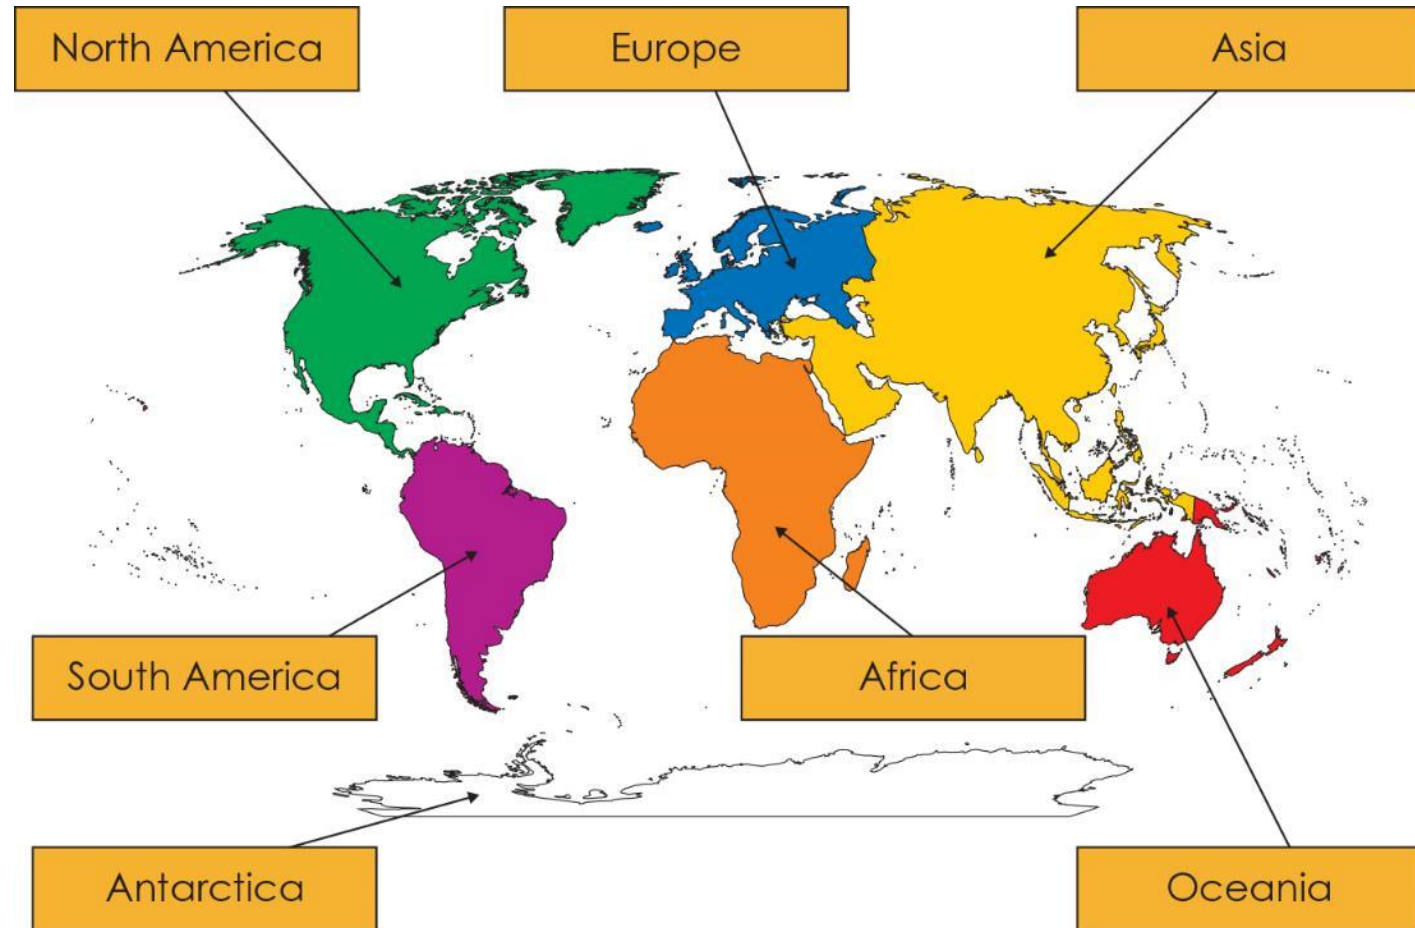 North America
Europe
Asia
South America
Africa
Antarctica
Oceania